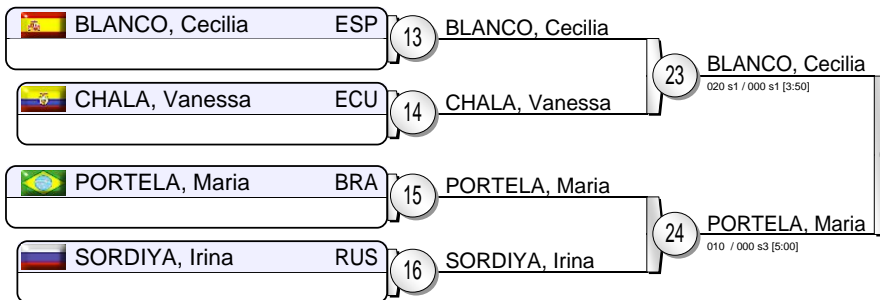 BLANCO, Cecilia ESP 13 BLANCO, Cecilia
23 BLANCO, Cecilia
020 s1 / 000 s1 [3:50]
CHALA, Vanessa ECU 14 CHALA, Vanessa
PORTELA, Maria BRA 15 PORTELA, Maria
24 PORTELA, Maria
010 / 000 s3 [5:00]
SORDIYA, Irina RUS 16 SORDIYA, Irina